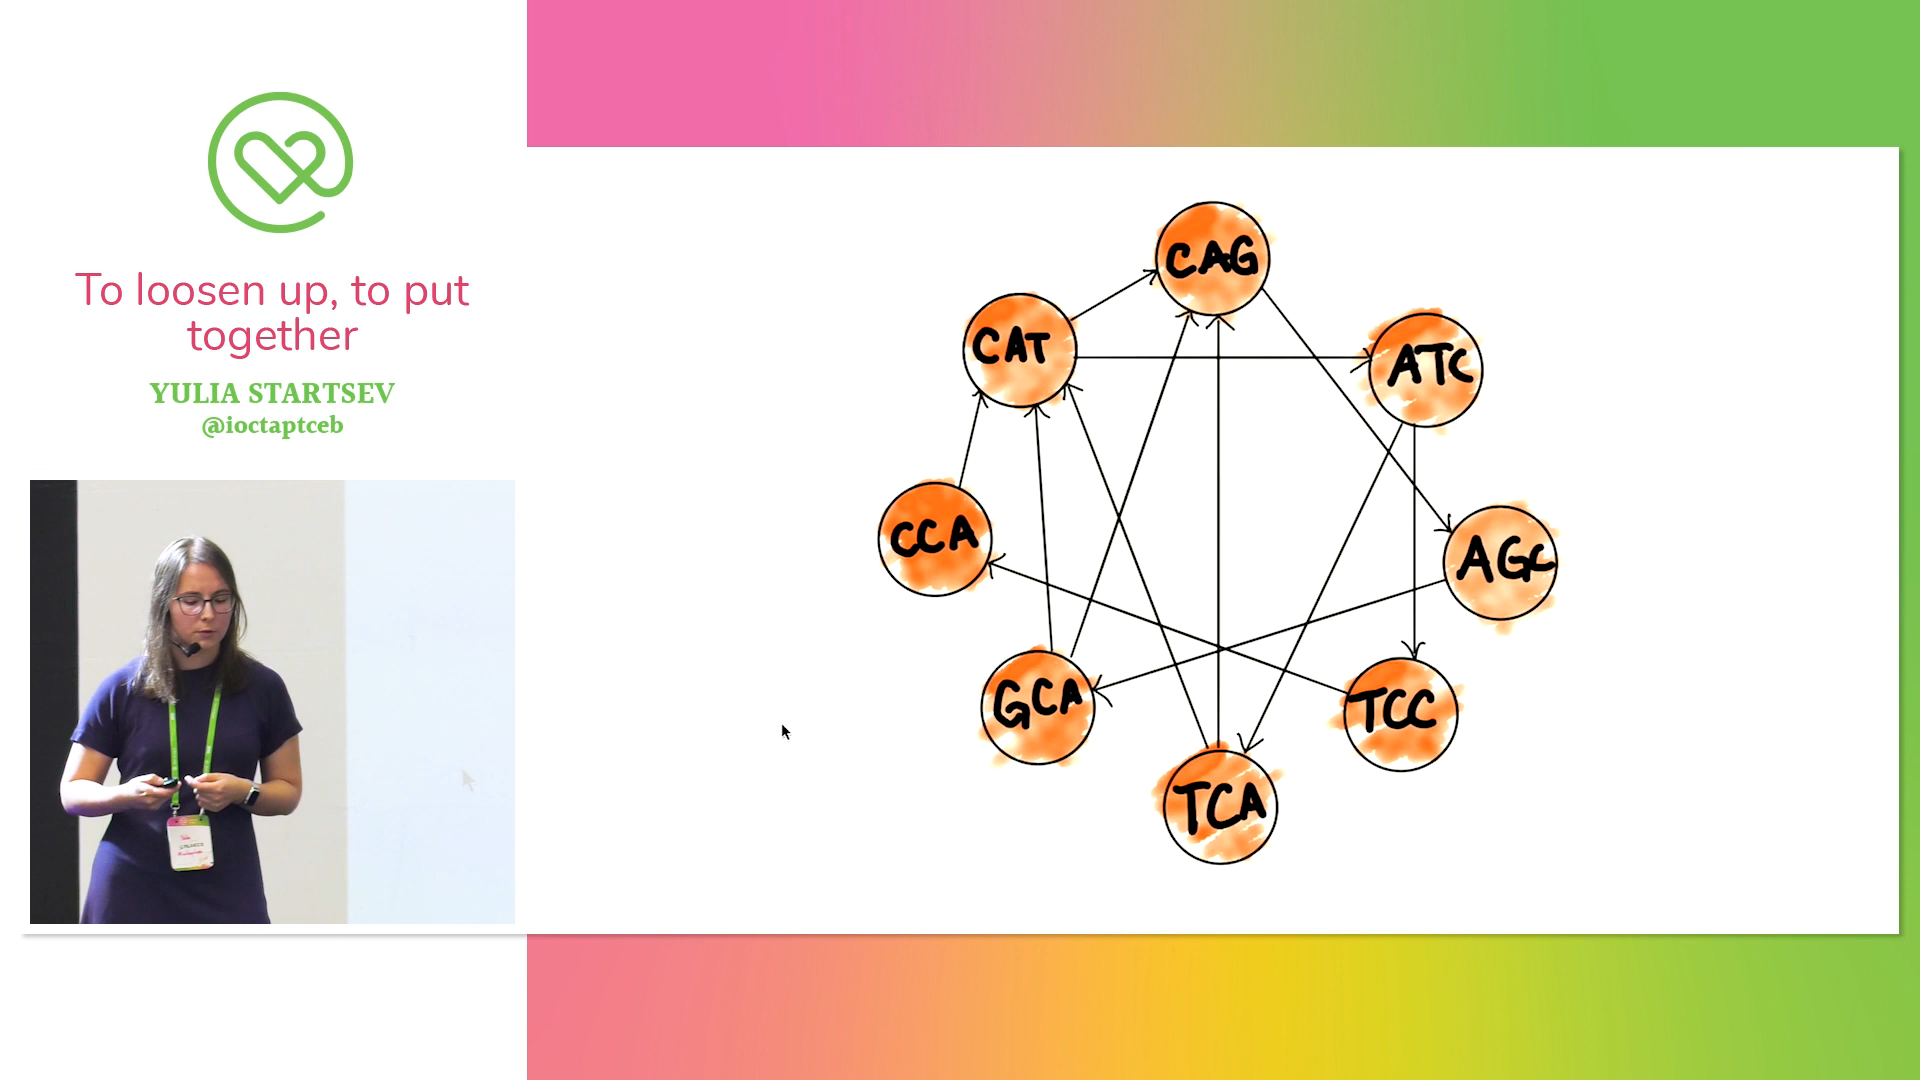 To loosen up, to put
together
YULIA STARTSEV
@ioctaptceb
CAG
CAT
ATC
CCA
AGC
GCA
TCC
TCA